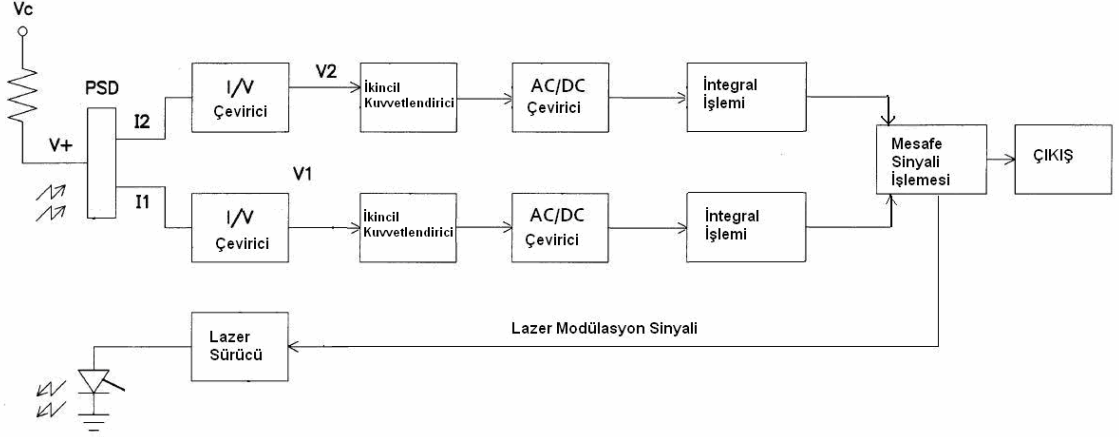 Vc
PSD
V+
I2
I/V
Çevirici
V2
İkincil
Kuvvetlendirici
AC/DC
Çevirici
İntegral
İşlemi
Mesafe
Sinyali
İşlemesi
ÇIKIŞ
I1
I/V
Çevirici
V1
İkincil
Kuvvetlendirici
AC/DC
Çevirici
İntegral
İşlemi
Lazer Modülasyon Sinyali
Lazer
Sürücü